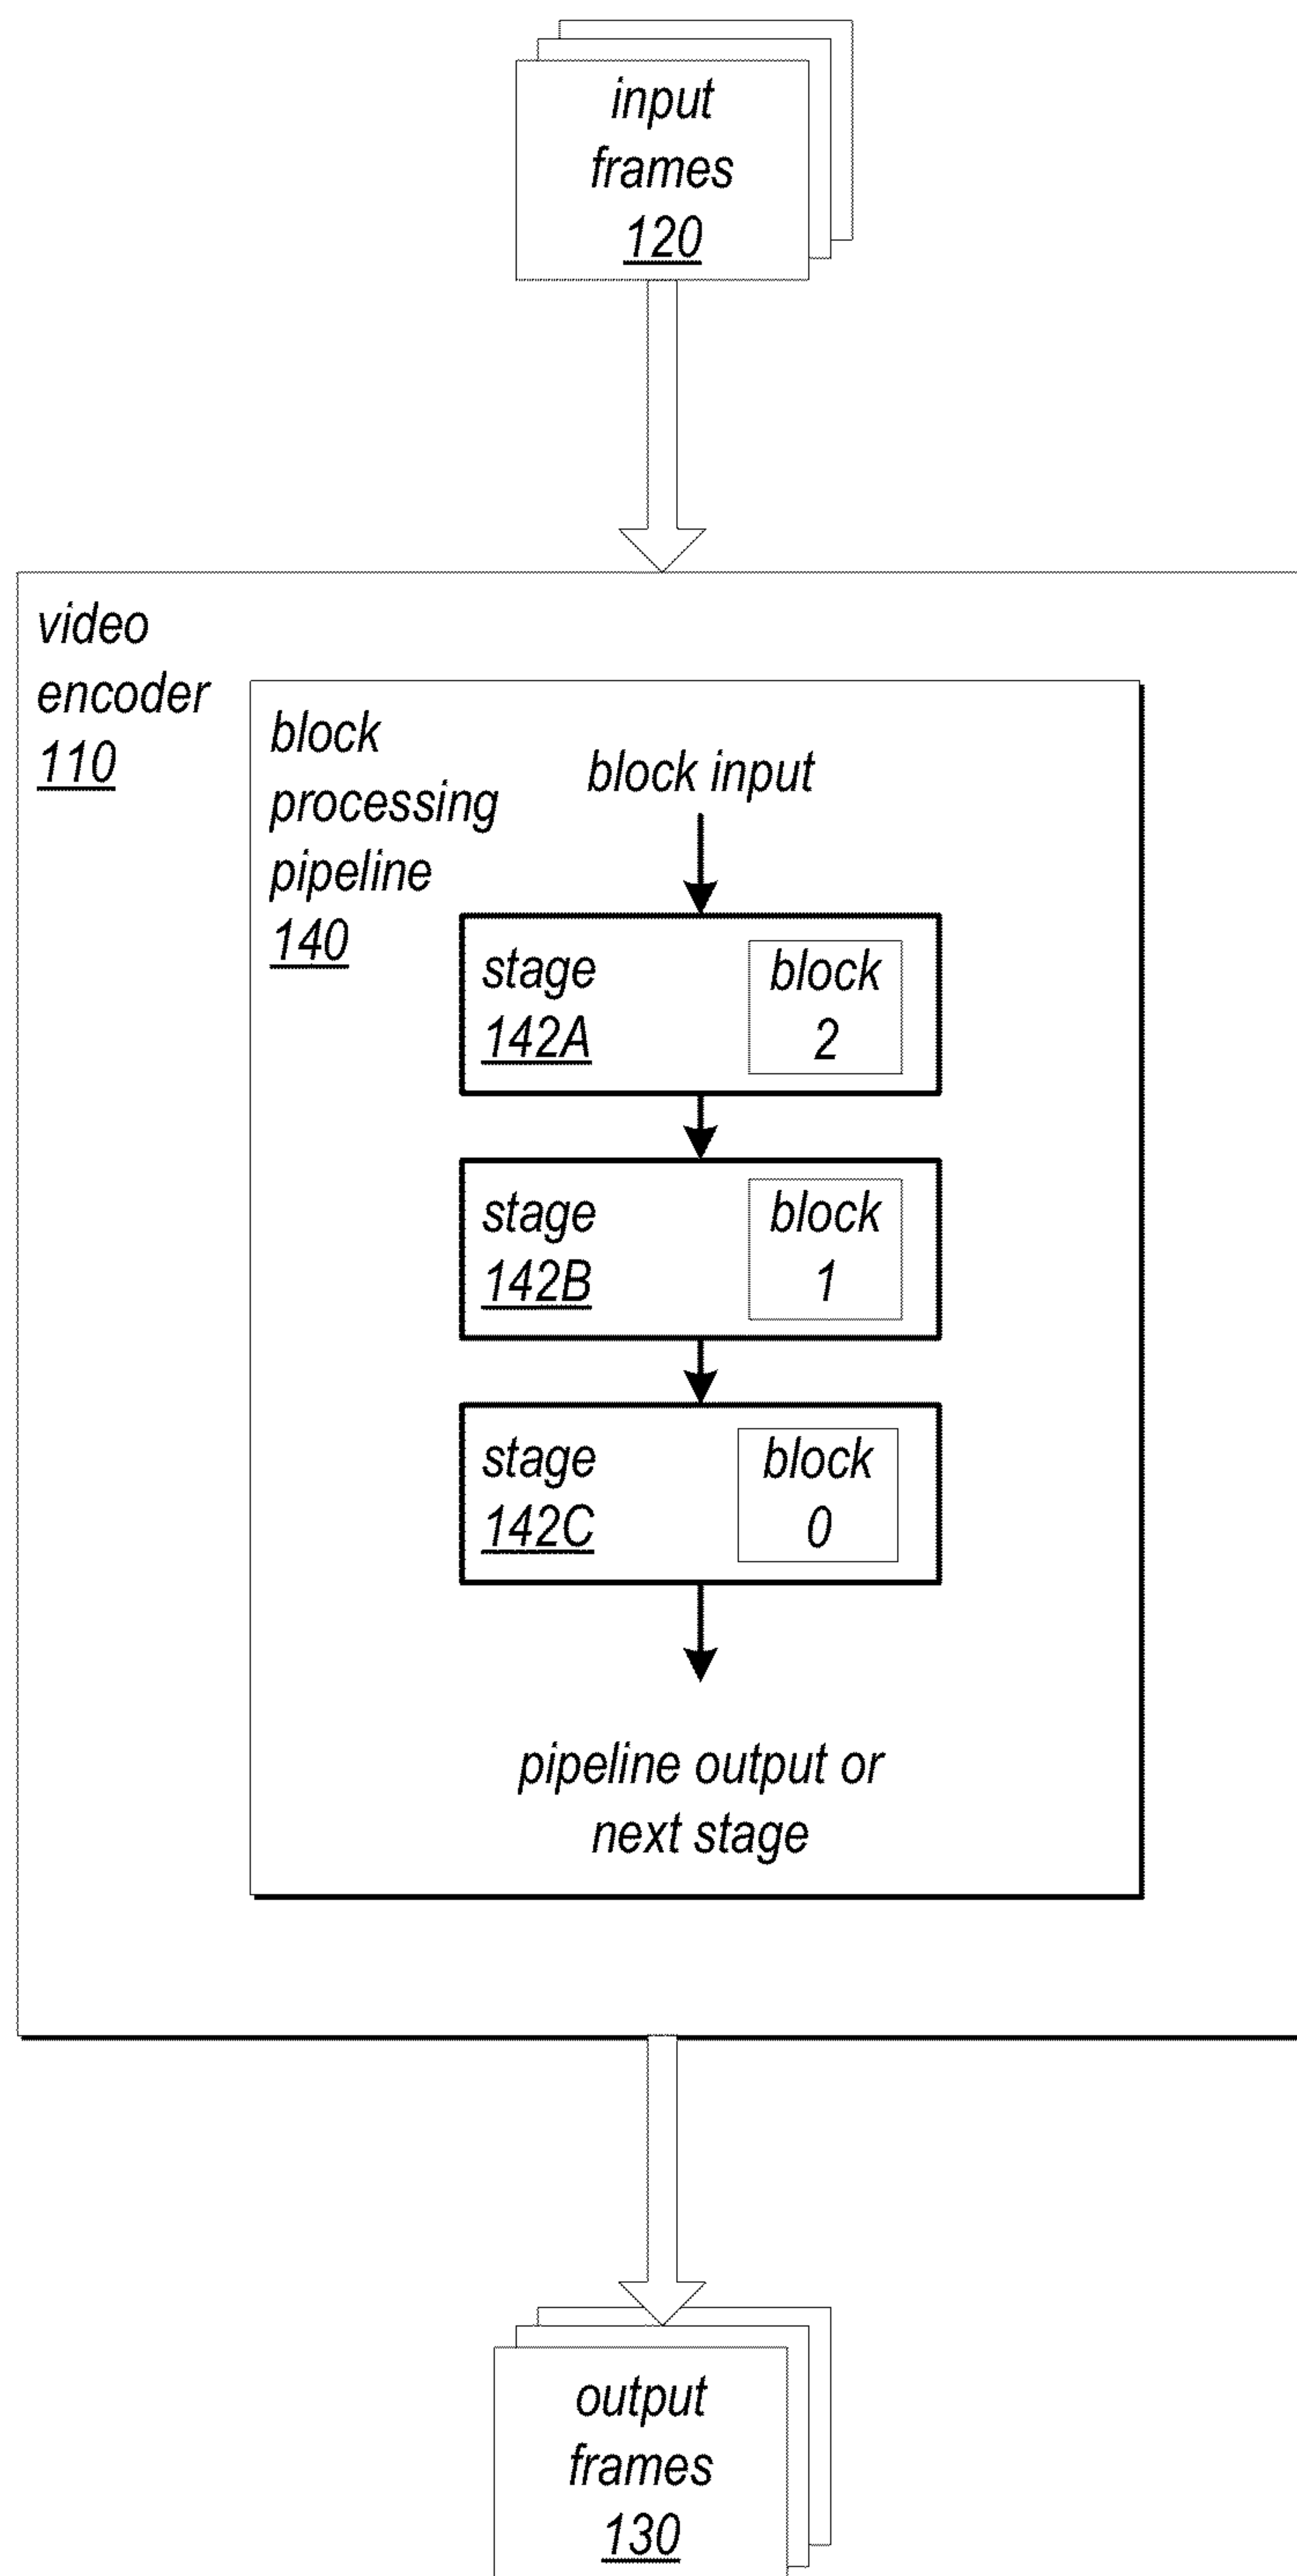 input
frames
120
video
encoder
110
block
processing
pipeline
140
block input
stage
142A
block
2
stage
142B
block
1
stage
142C
block
0
pipeline output or
next stage
output
frames
130